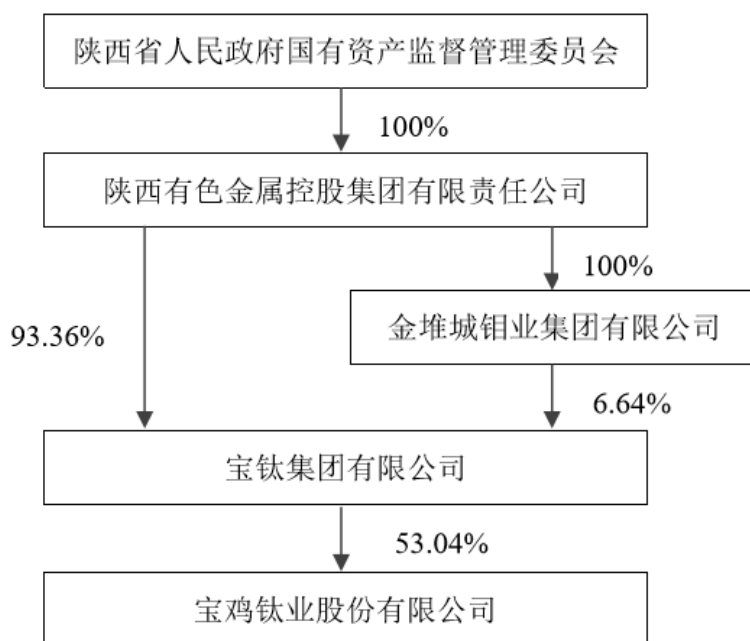 陕西省人民政府国有资产监督管理委员会
100%
陕西有色金属控股集团有限责任公司
100%
金堆城钼业集团有限公司
93.36%
6.64%
宝钛集团有限公司
53.04%
宝鸡钛业股份有限公司